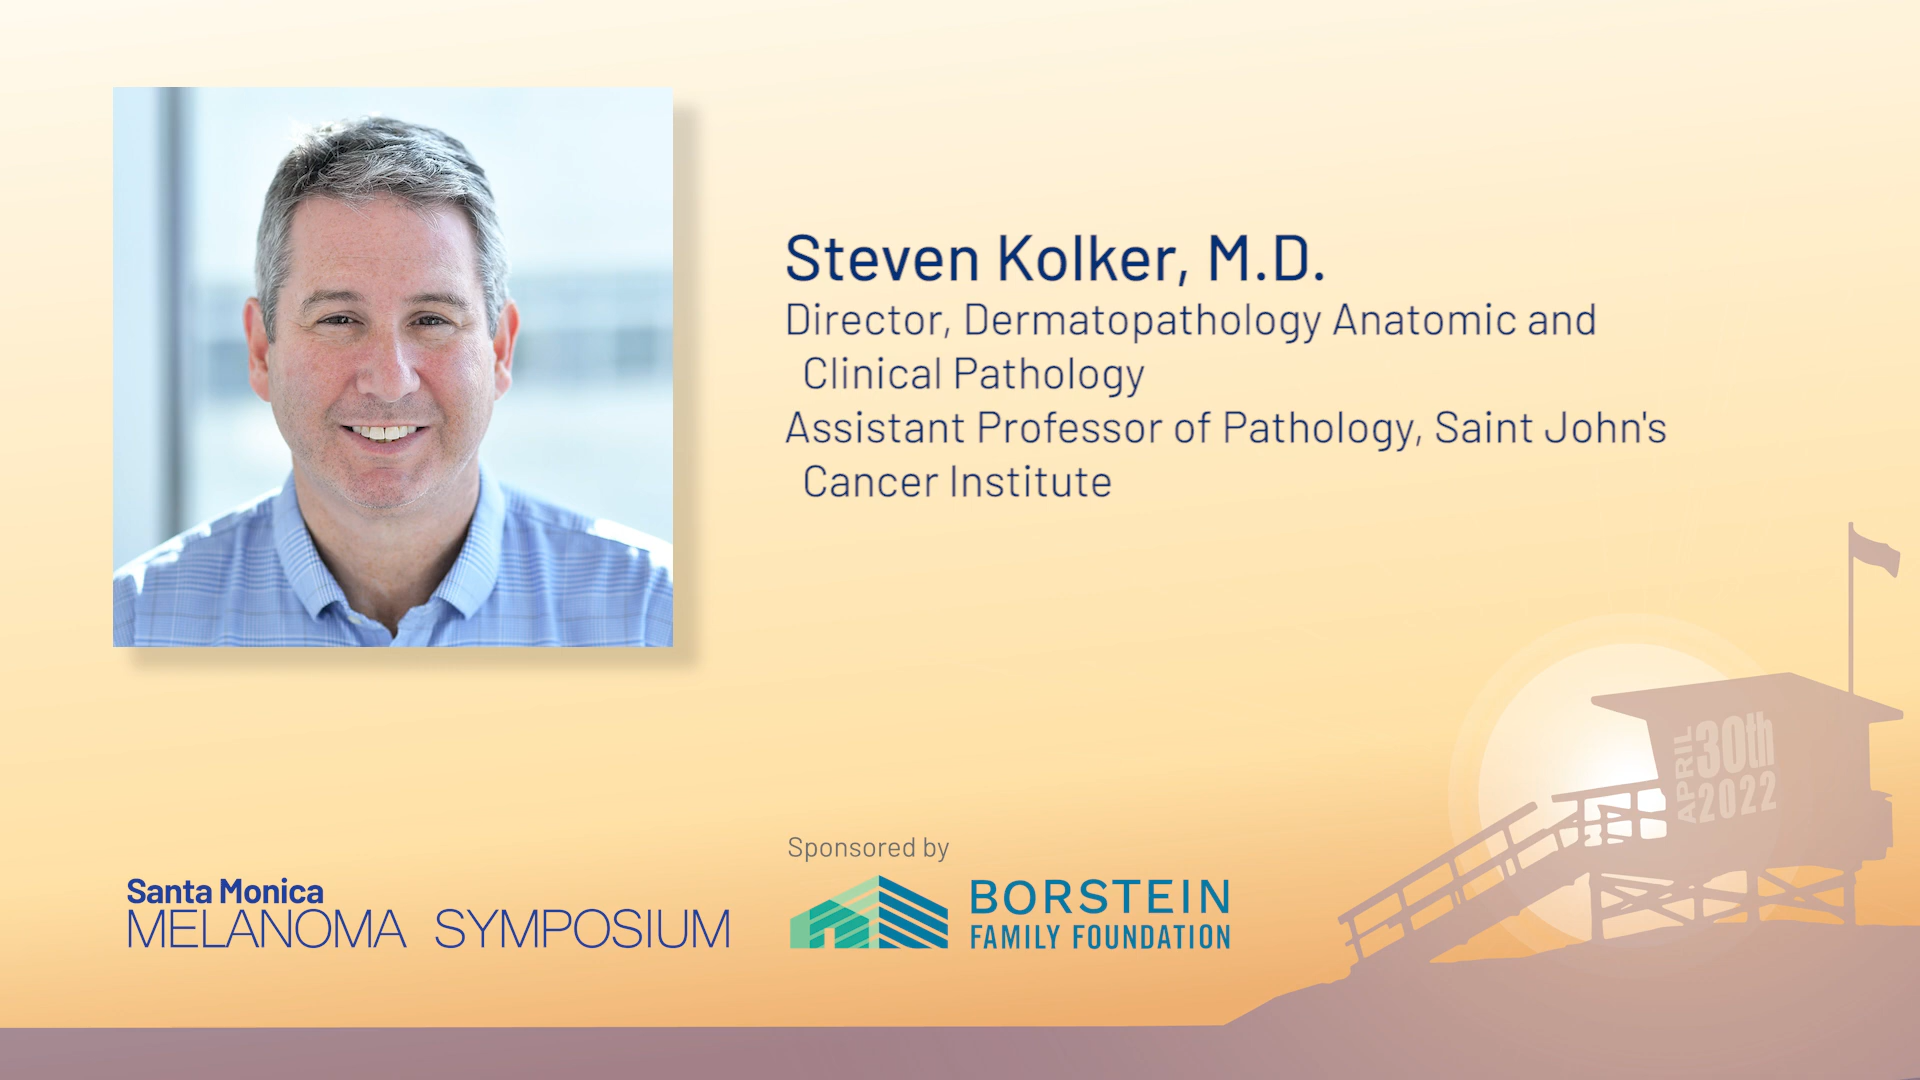 Steven Kolker, M.D.
Director, Dermatopathology Anatomic and
Clinical Pathology
Assistant Professor of Pathology, Saint John's
Cancer Institute
APRIL
30th
2022
Sponsored by
Santa Monica
MELANOMA SYMPOSIUM
BORSTEIN
FAMILY FOUNDATION